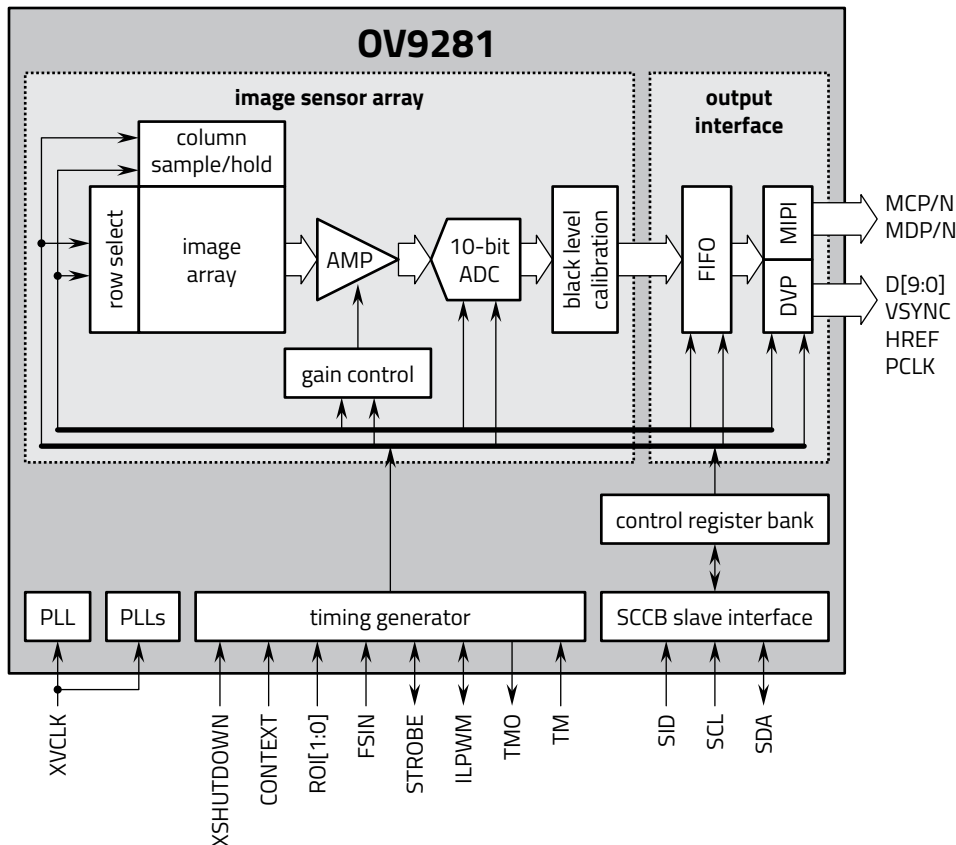 OV9281
image sensor array
output
interface
column
sample/hold
row select
image
array
AMP
10-bit
ADC
black level
calibration
FIFO
MIPI
DVP
MCP/N
MDP/N
D[9:0]
VSYNC
HREF
PCLK
gain control
control register bank
PLL
PLLs
timing generator
SCCB slave interface
XVCLK
XSHUTDOWN
CONTEXT
ROI[1:0]
FSIN
STROBE
ILPWM
TMO
TM
SID
SCL
SDA